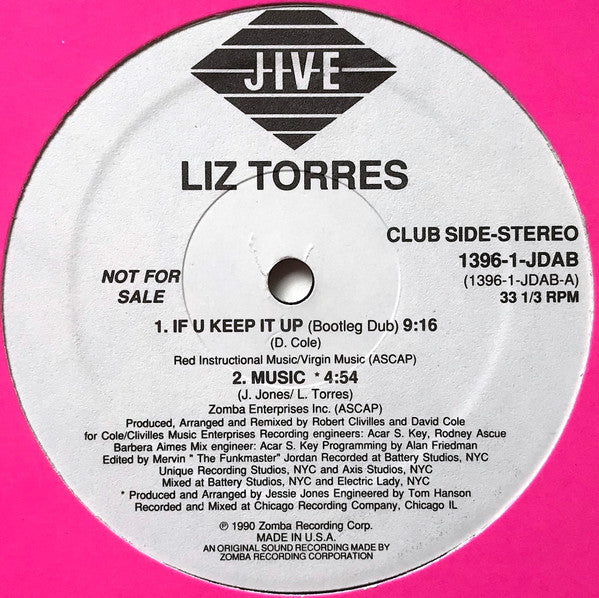 JIVE
LIZ TORRES
CLUB SIDE-STEREO
1396-1-JDAB
(1396-1-JDAB-A)
33 1/3 RPM
NOT FOR
SALE
1. IF U KEEP IT UP (Bootleg Dub) 9:16
(D. Cole)
Red Instructional Music/Virgin Music (ASCAP)
2. MUSIC * 4:54
(J. Jones/ L. Torres)
Zomba Enterprises Inc. (ASCAP)
Produced, Arranged and Remixed by Robert Clivilles and David Cole
for Cole/Clivilles Music Enterprises Recording engineers: Acar S. Key, Rodney Ascue
Barbera Aimes Mix engineer: Acar S. Key Programming by Alan Friedman
Edited by Mervin " The Funkmaster" Jordan Recorded at Battery Studios, NYC
Unique Recording Studios, NYC and Axis Studios, NYC
Mixed at Battery Studios, NYC and Electric Lady, NYC
* Produced and Arranged by Jessie Jones Engineered by Tom Hanson
Recorded and Mixed at Chicago Recording Company, Chicago IL
℗ 1990 Zomba Recording Corp.
MADE IN U.S.A.
AN ORIGINAL SOUND RECORDING MADE BY
ZOMBA RECORDING CORPORATION